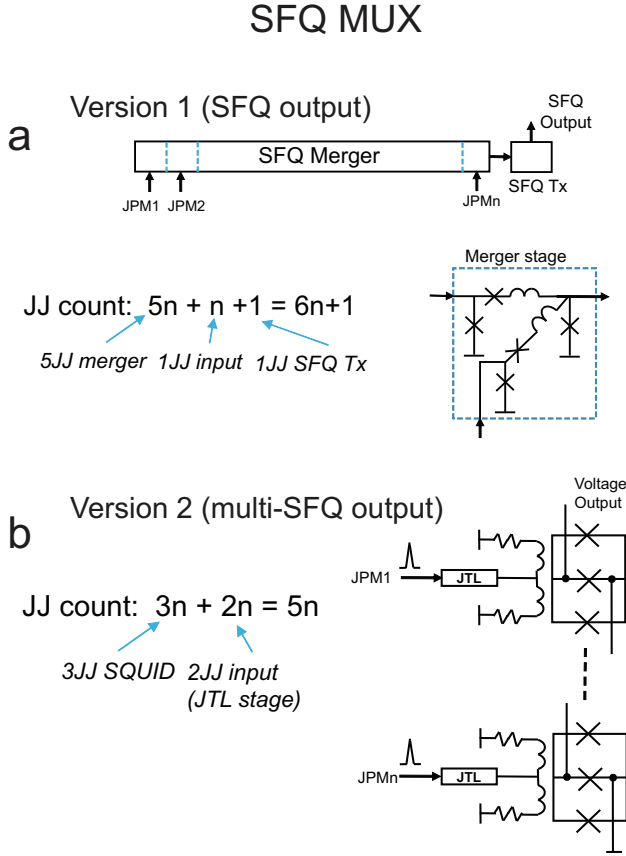 SFQ MUX
a
Version 1 (SFQ output)
SFQ
Output
SFQ Merger
SFQ Tx
JPM1
JPM2
JPMn
JJ count: 5n + n +1 = 6n+1
5JJ merger
1JJ input
1JJ SFQ Tx
Merger stage
b
Version 2 (multi-SFQ output)
Voltage
Output
JPM1
JTL
JJ count: 3n + 2n = 5n
3JJ SQUID
2JJ input
(JTL stage)
JPMn
JTL